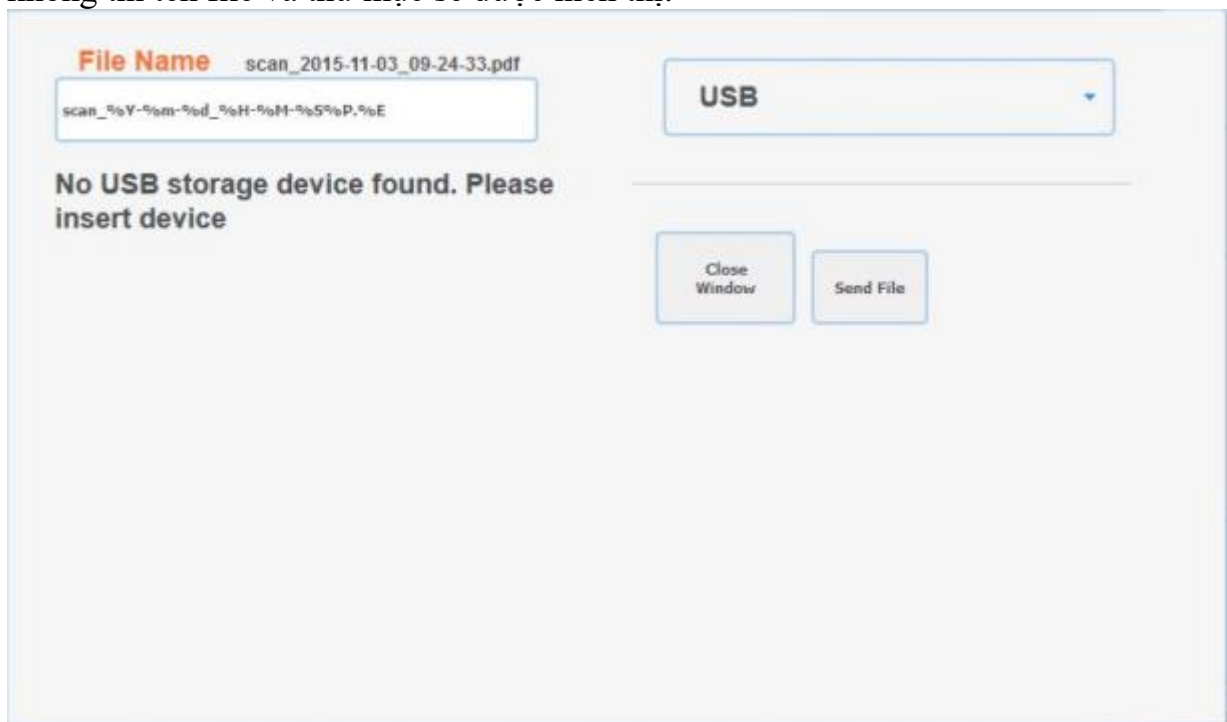 File Name scan_2015-11-03_09-24-33.pdf
USB
scan_%Y-%m-%d_%H-%M-%S%P.%E
No USB storage device found. Please
insert device
Close
Window
Send File